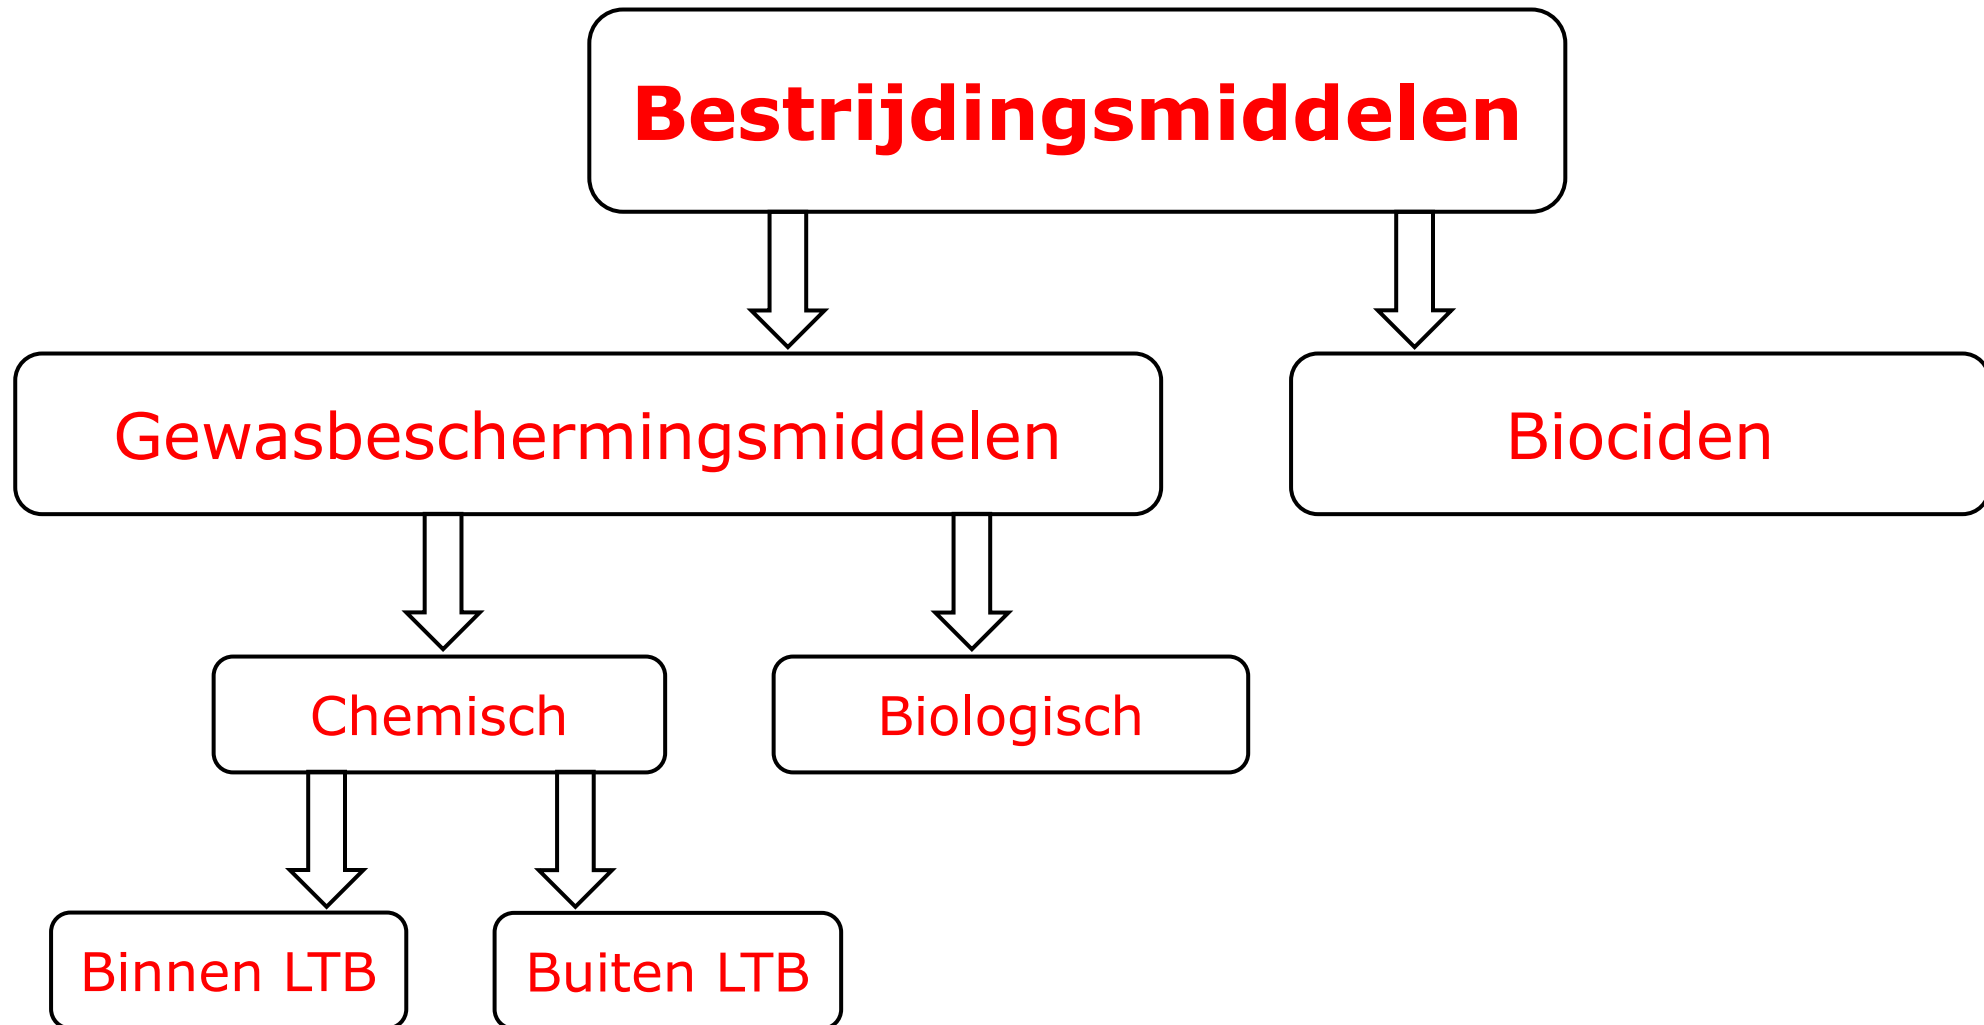 Bestrijdingsmiddelen
Gewasbeschermingsmiddelen
Biociden
Chemisch
Biologisch
Binnen LTB
Buiten LTB